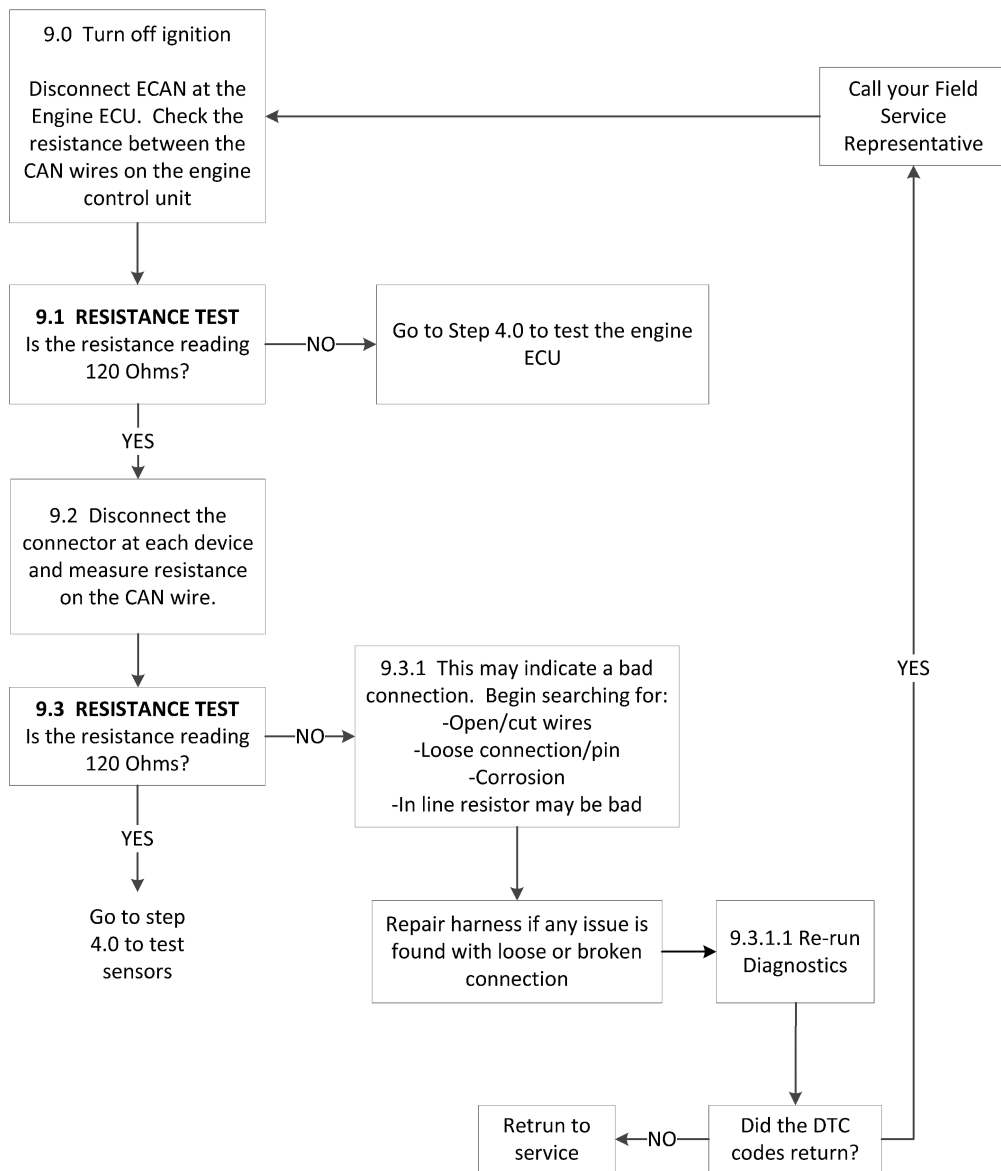 9.0 Turn off ignition
Disconnect ECAN at the
Engine ECU. Check the
resistance between the
CAN wires on the engine
control unit
Call your Field
Service
Representative
9.1 RESISTANCE TEST
Is the resistance reading
120 Ohms?
NO
Go to Step 4.0 to test the engine
ECU
YES
9.2 Disconnect the
connector at each device
and measure resistance
on the CAN wire.
9.3 RESISTANCE TEST
Is the resistance reading
120 Ohms?
NO
9.3.1 This may indicate a bad
connection. Begin searching for:
-Open/cut wires
-Loose connection/pin
-Corrosion
-In line resistor may be bad
YES
YES
Go to step
4.0 to test
sensors
Repair harness if any issue is
found with loose or broken
connection
9.3.1.1 Re-run
Diagnostics
Did the DTC
codes return?
NO
Retrun to
service